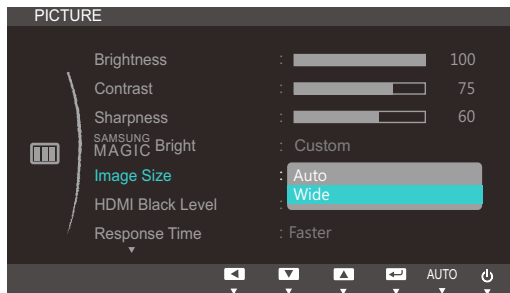 PICTURE
Brightness : 100
Contrast : 75
Sharpness : 60
SAMSUNG MAGIC Bright : Custom
Image Size : Auto
Wide
HDMI Black Level :
Response Time : Faster
AUTO